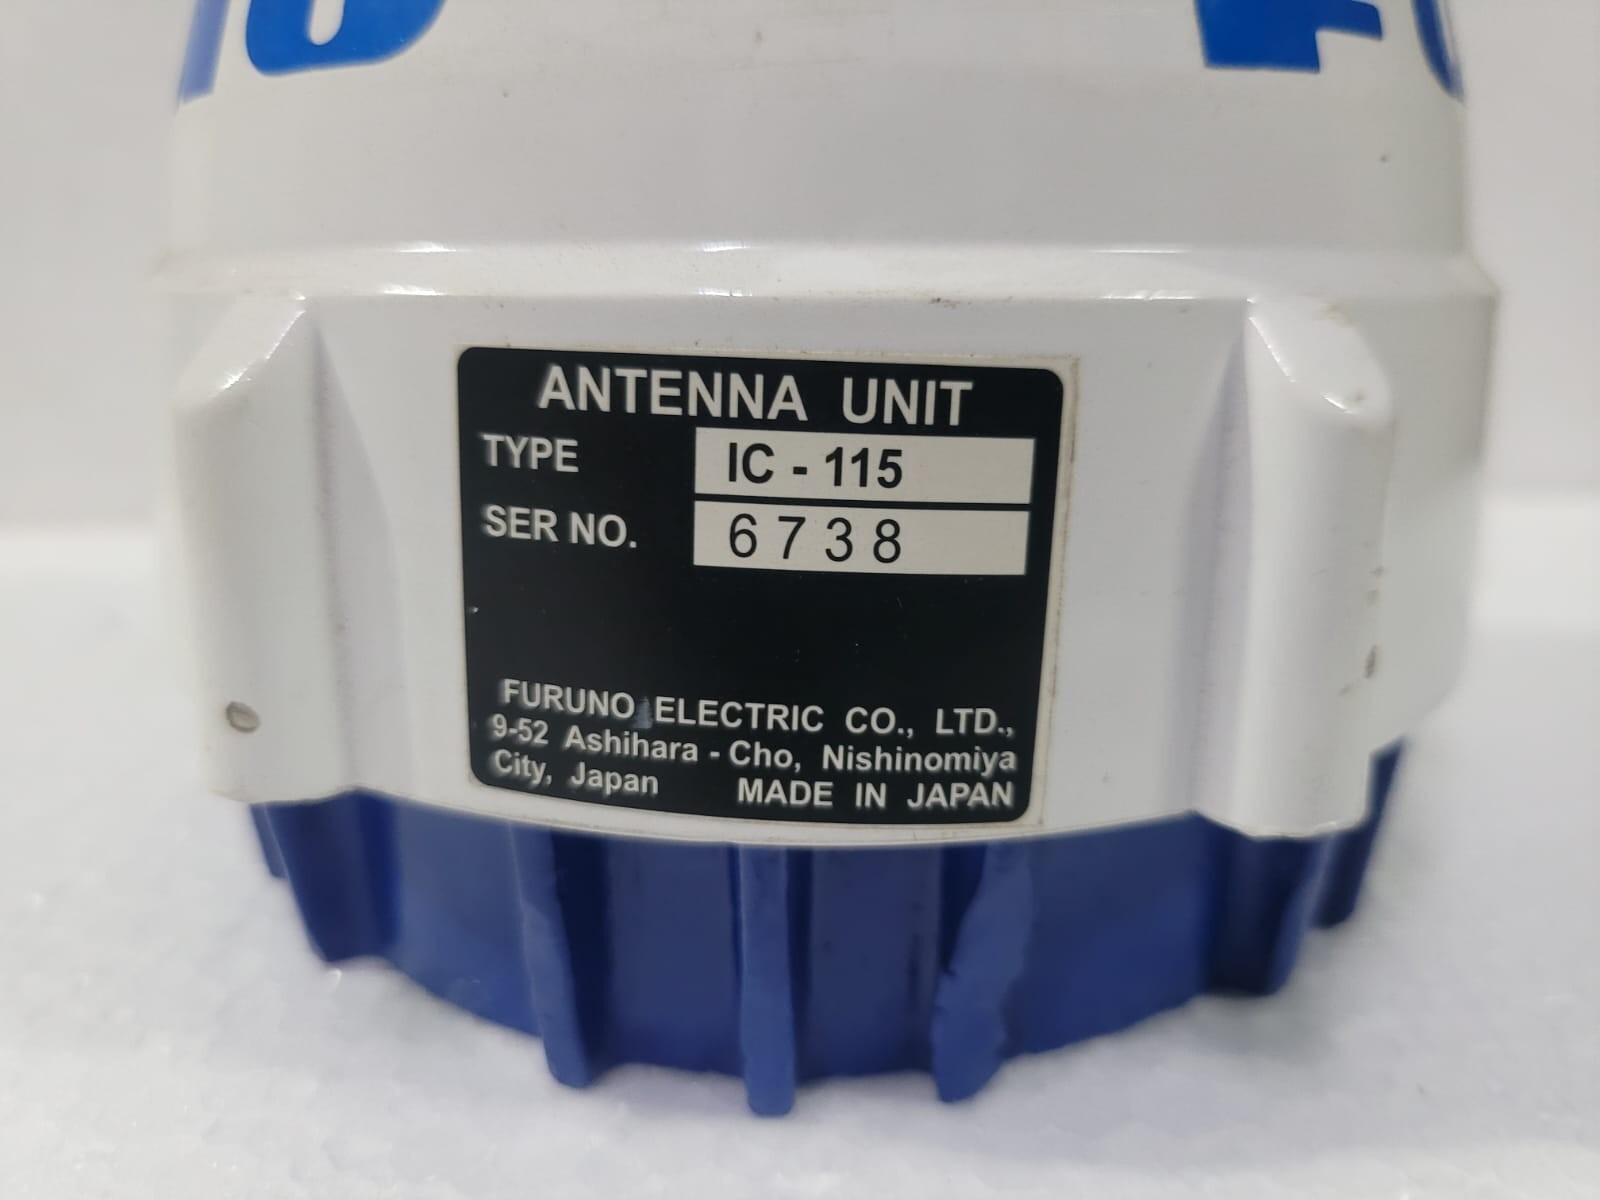 ANTENNA UNIT
TYPE IC - 115
SER NO. 6738
FURUNO ELECTRIC CO., LTD.,
9-52 Ashihara - Cho, Nishinomiya
City, Japan MADE IN JAPAN